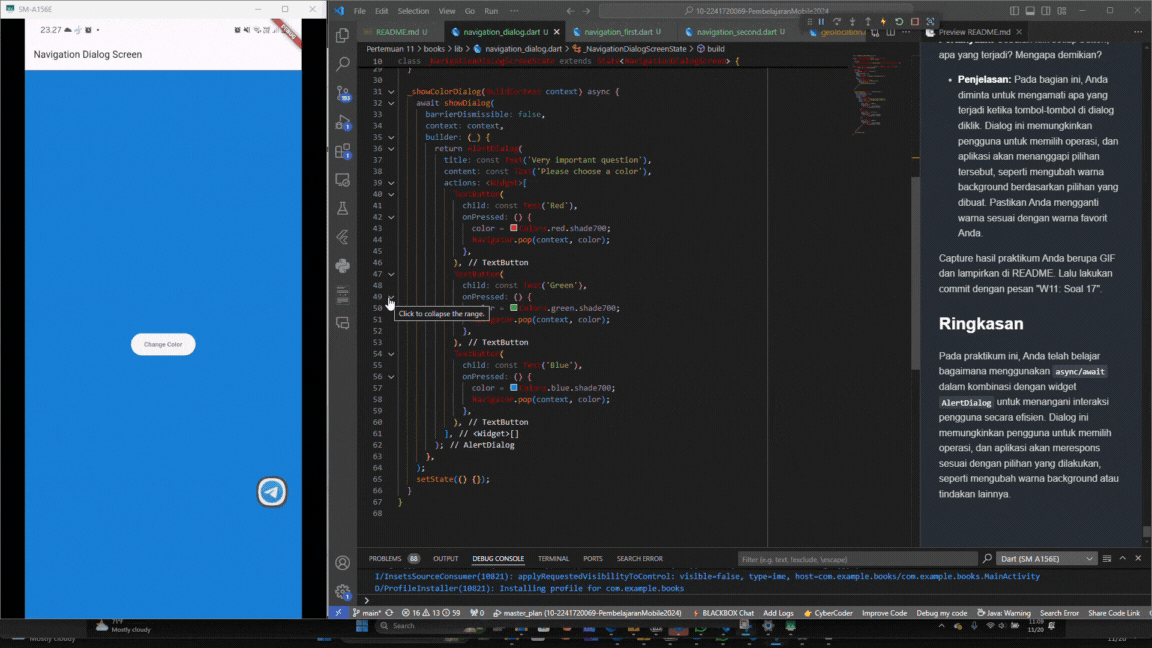 SM-A156E
23.27
DEBUG
Navigation Dialog Screen
Change Color
File Edit Selection View Go Run ...
10-2241720069-PembelajaranMobile2024
README.md U
navigation_dialog.dart U
navigation_first.dart U
navigation_second.dart U
Preview README.md
Pertemuan 11 > books > lib > navigation_dialog.dart > _NavigationDialogScreenState > build
10 class _NavigationDialogScreenState extends State<NavigationDialogScreen> {
29 }
30
31 _showColorDialog(BuildContext context) async {
32 await showDialog(
33 barrierDismissible: false,
34 context: context,
35 builder: (_) {
36 return AlertDialog(
37 title: const Text('Very important question'),
38 content: const Text('Please choose a color'),
39 actions: <Widget>[
40 TextButton(
41 child: const Text('Red'),
42 onPressed: () {
43 color = Colors.red.shade700;
44 Navigator.pop(context, color);
45 },
46 ), // TextButton
47 TextButton(
48 child: const Text('Green'),
49 onPressed: () {
50 Colors.green.shade700;
Click to collapse the range.
.pop(context, color);
},
53 ), // TextButton
54 TextButton(
55 child: const Text('Blue'),
56 onPressed: () {
57 color = Colors.blue.shade700;
58 Navigator.pop(context, color);
59 },
60 ), // TextButton
61 ], // <Widget>[]
62 ); // AlertDialog
63 },
64 );
65 setState(() {});
66 }
67 }
68
apa yang terjadi? Mengapa demikian?
• Penjelasan: Pada bagian ini, Anda
diminta untuk mengamati apa yang
terjadi ketika tombol-tombol di dialog
diklik. Dialog ini memungkinkan
pengguna untuk memilih operasi, dan
aplikasi akan menanggapi pilihan
tersebut, seperti mengubah warna
background berdasarkan pilihan yang
dibuat. Pastikan Anda mengganti
warna sesuai dengan warna favorit
Anda.
Capture hasil praktikum Anda berupa GIF
dan lampirkan di README. Lalu lakukan
commit dengan pesan "W11: Soal 17".
Ringkasan
Pada praktikum ini, Anda telah belajar
bagaimana menggunakan async/await
dalam kombinasi dengan widget
AlertDialog untuk menangani interaksi
pengguna secara efisien. Dialog ini
memungkinkan pengguna untuk memilih
operasi, dan aplikasi akan merespons
sesuai dengan pilihan yang dilakukan,
seperti mengubah warna background atau
tindakan lainnya.
PROBLEMS 88 OUTPUT DEBUG CONSOLE TERMINAL PORTS SEARCH ERROR
Filter (e.g. text, !exclude, \escape)
Dart (SM A156E)
I/InsetsSourceConsumer(10821): applyRequestedVisibilityToControl: visible=false, type=ime, host=com.example.books/com.example.books.MainActivity
D/ProfileInstaller(10821): Installing profile for com.example.books
main* 16 13 59 0 master_plan (10-2241720069-PembelajaranMobile2024) BLACKBOX Chat Add Logs CyberCoder Improve Code Debug my code Java: Warning Search Error Share Code Link
Mostly cloudy
Search
11:09
11/20